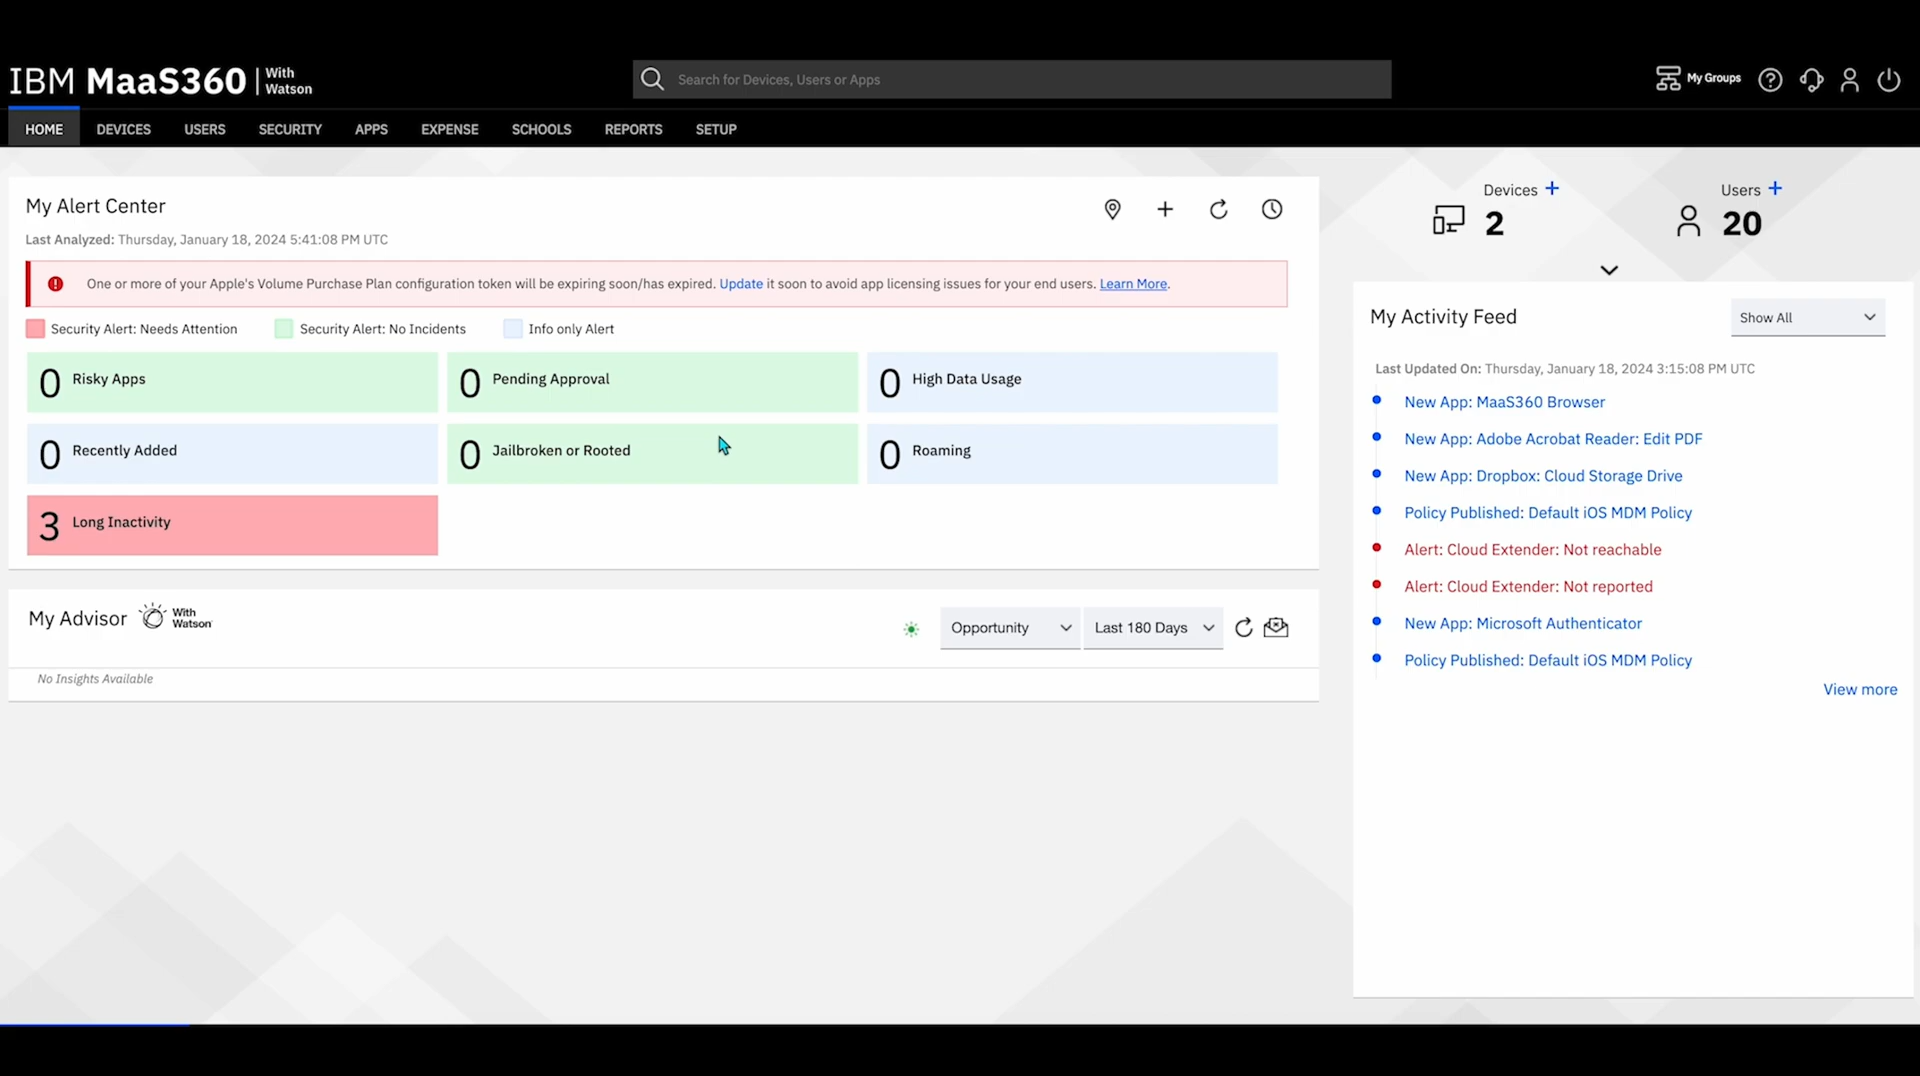 IBM MaaS360 | With Watson
Search for Devices, Users or Apps
My Groups
HOME DEVICES USERS SECURITY APPS EXPENSE SCHOOLS REPORTS SETUP
My Alert Center
Last Analyzed: Thursday, January 18, 2024 5:41:08 PM UTC
One or more of your Apple's Volume Purchase Plan configuration token will be expiring soon/has expired. Update it soon to avoid app licensing issues for your end users. Learn More.
Security Alert: Needs Attention Security Alert: No Incidents Info only Alert
0 Risky Apps
0 Pending Approval
0 High Data Usage
0 Recently Added
0 Jailbroken or Rooted
0 Roaming
3 Long Inactivity
My Advisor With Watson
Opportunity
Last 180 Days
No Insights Available
Devices +
2
Users +
20
My Activity Feed
Show All
Last Updated On: Thursday, January 18, 2024 3:15:08 PM UTC
New App: MaaS360 Browser
New App: Adobe Acrobat Reader: Edit PDF
New App: Dropbox: Cloud Storage Drive
Policy Published: Default iOS MDM Policy
Alert: Cloud Extender: Not reachable
Alert: Cloud Extender: Not reported
New App: Microsoft Authenticator
Policy Published: Default iOS MDM Policy
View more